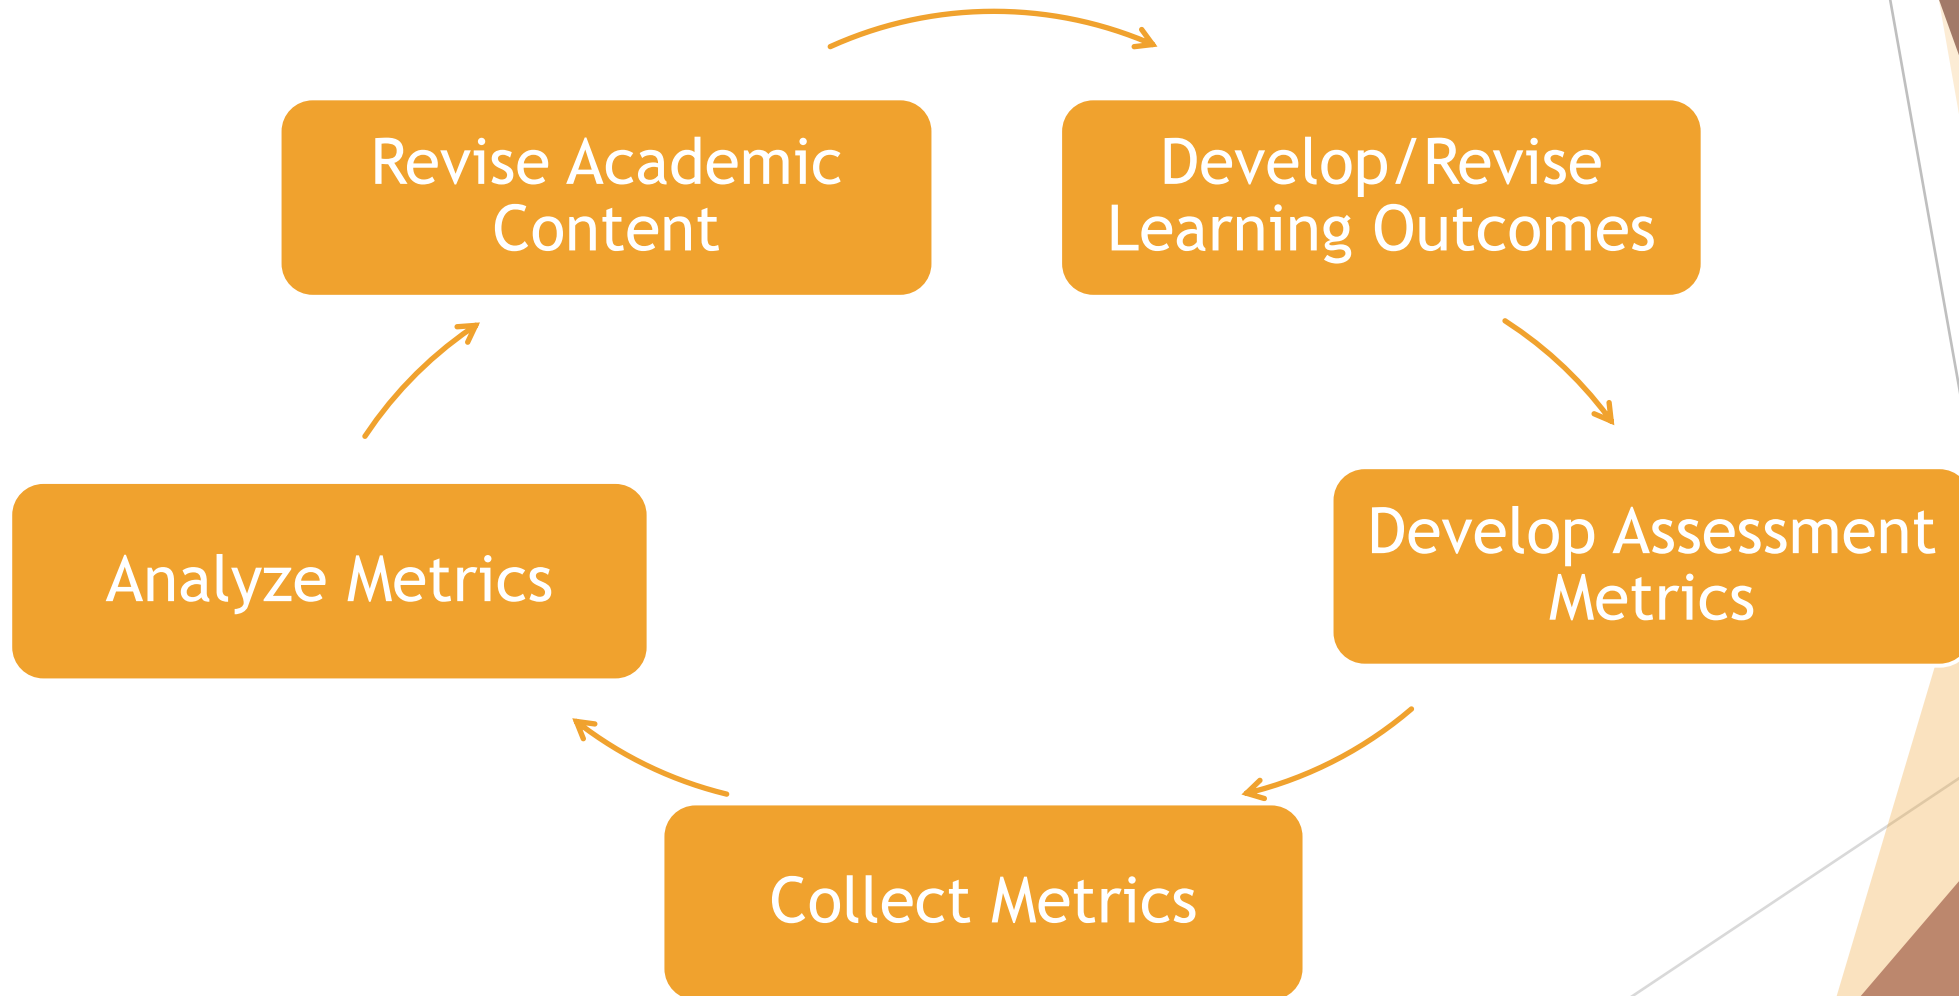 Revise Academic
Content
Develop/Revise
Learning Outcomes
Analyze Metrics
Develop Assessment
Metrics
Collect Metrics